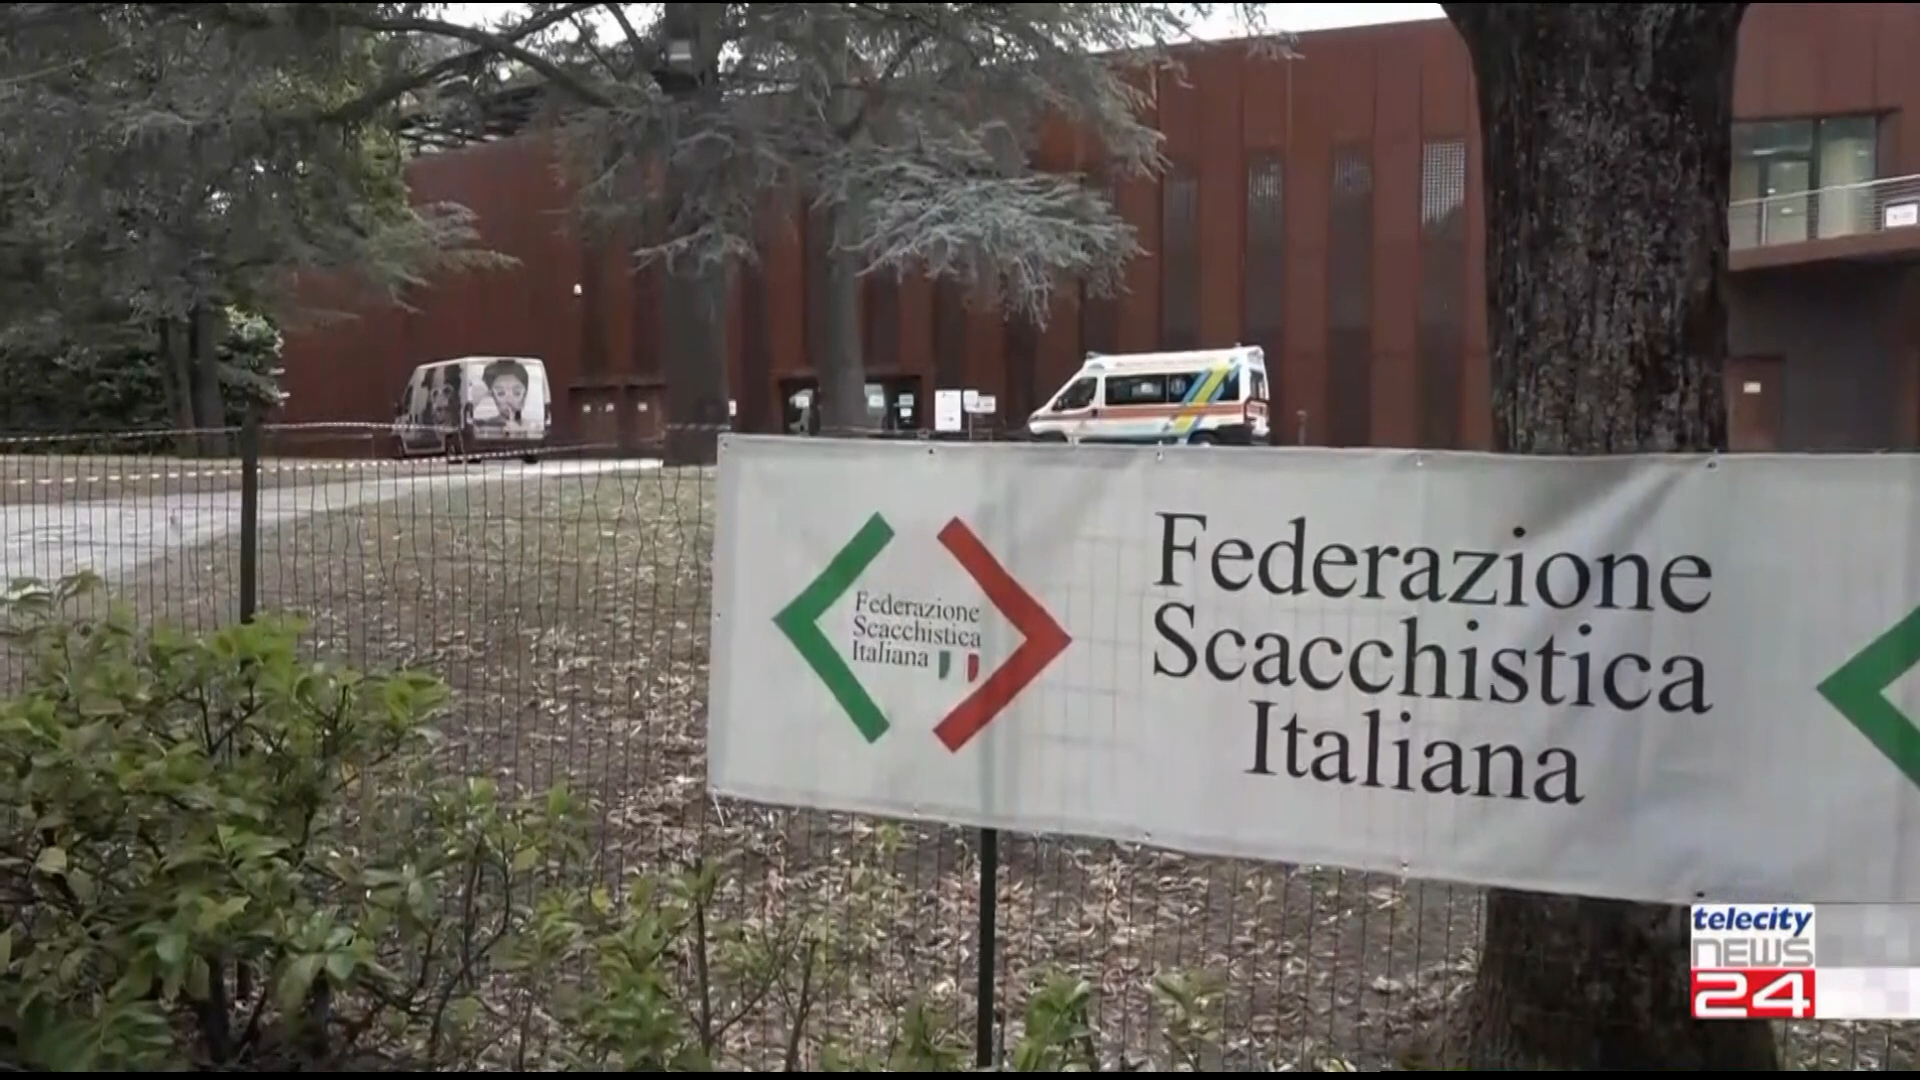 Federazione
Scacchistica
Italiana
Federazione
Scacchistica
Italiana
telecity
NEWS
24